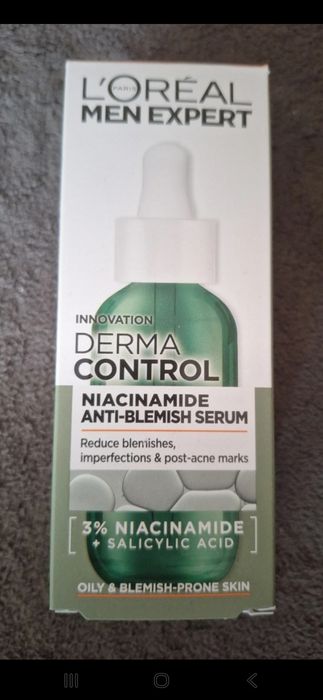 L'ORÉAL
PARIS
MEN EXPERT
INNOVATION
DERMA
CONTROL
NIACINAMIDE
ANTI-BLEMISH SERUM
Reduce blemishes,
imperfections & post-acne marks
[3% NIACINAMIDE
+ SALICYLIC ACID]
OILY & BLEMISH-PRONE SKIN